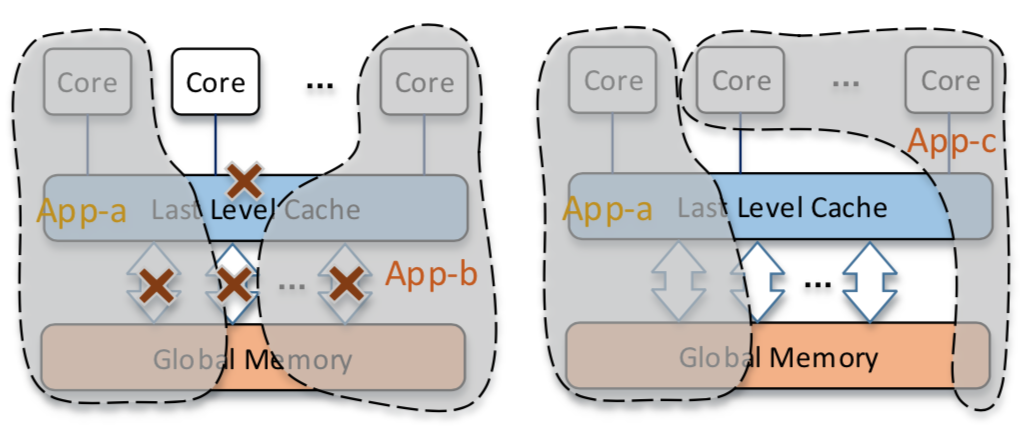 Core Core ... Core
App-a Last Level Cache
... App-b
Global Memory
Core Core ... Core
App-c
App-a Last Level Cache
...
Global Memory